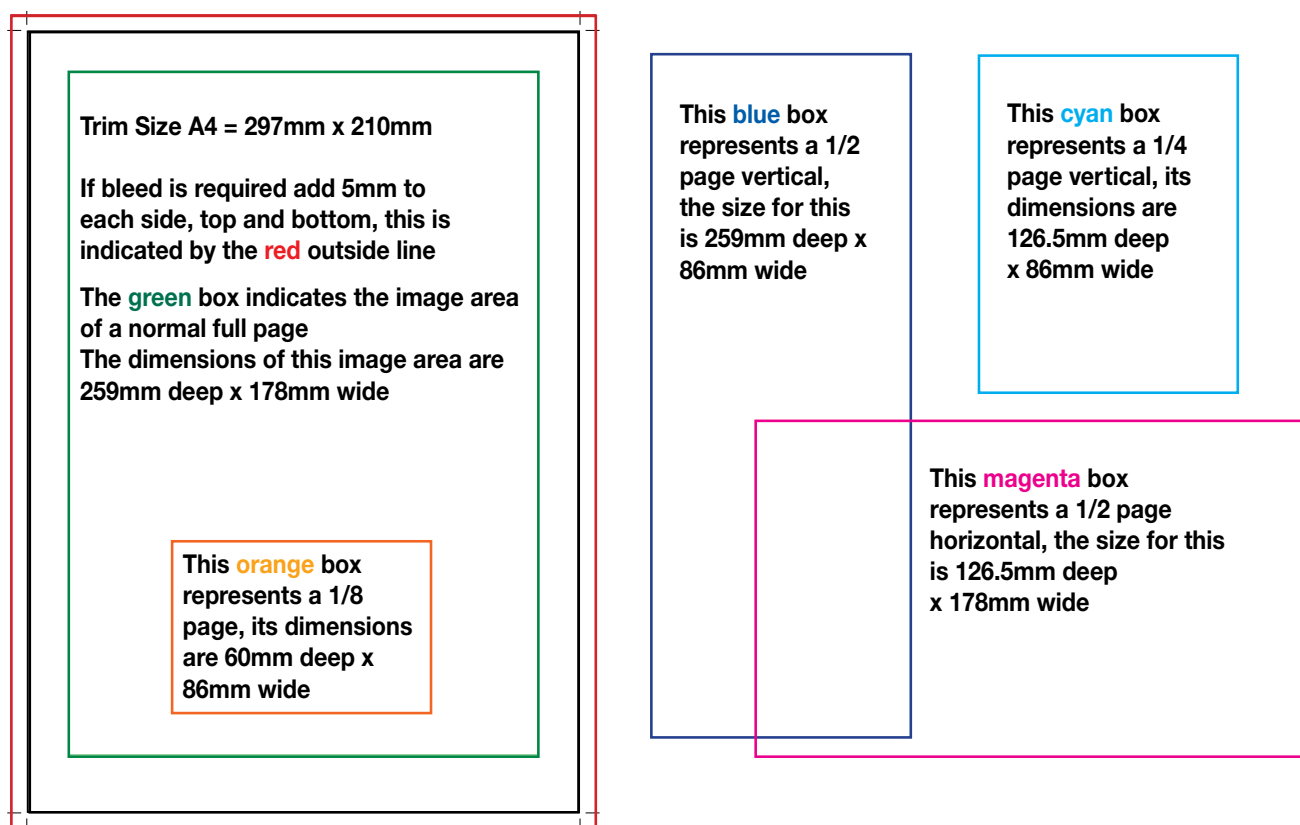 Trim Size A4 = 297mm x 210mm
If bleed is required add 5mm to
each side, top and bottom, this is
indicated by the red outside line
The green box indicates the image area
of a normal full page
The dimensions of this image area are
259mm deep x 178mm wide
This orange box
represents a 1/8
page, its dimensions
are 60mm deep x
86mm wide
This blue box
represents a 1/2
page vertical,
the size for this
is 259mm deep x
86mm wide
This cyan box
represents a 1/4
page vertical, its
dimensions are
126.5mm deep
x 86mm wide
This magenta box
represents a 1/2 page
horizontal, the size for this
is 126.5mm deep
x 178mm wide